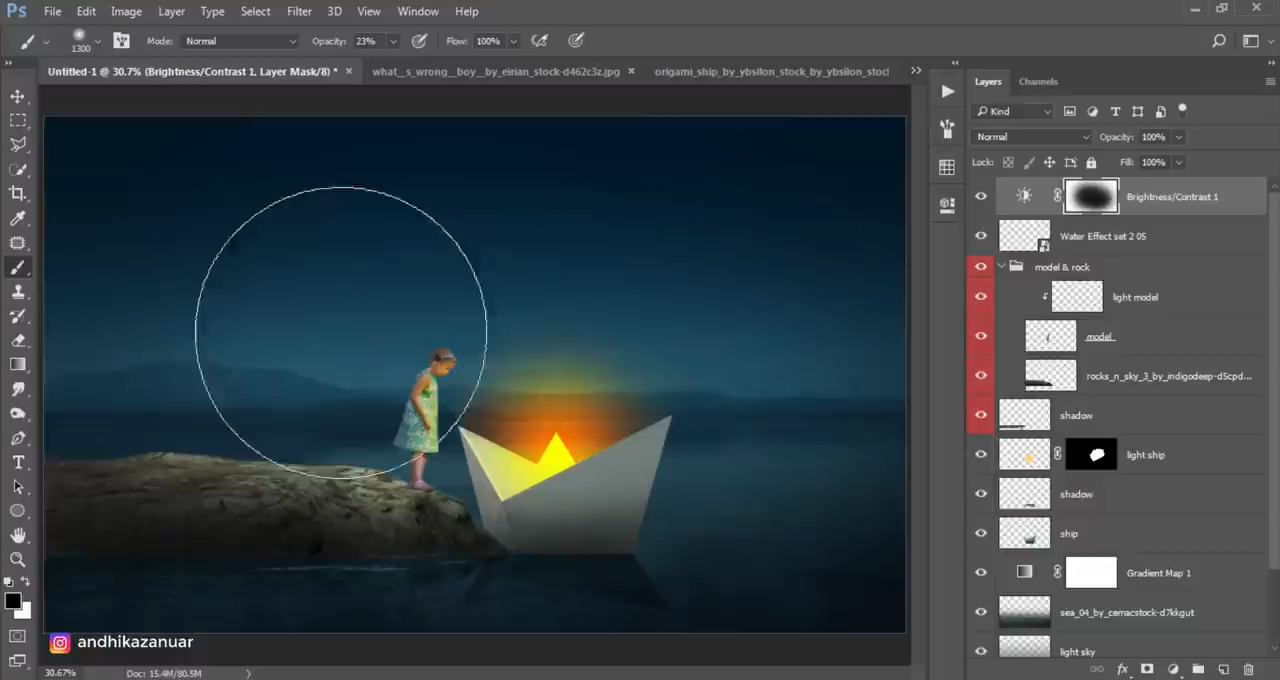 Ps File Edit Image Layer Type Select Filter 3D View Window Help
1300 Mode: Normal Opacity: 23% Flow: 100%
Untitled-1 @ 30.7% (Brightness/Contrast 1, Layer Mask/8) * × what__s_wrong__boy__by_eirian_stock-d462c3z.jpg × origami_ship_by_ybsilon_stock_by_ybsilon_stocl
Layers Channels
Kind
Normal Opacity: 100%
Lock: Fill: 100%
Brightness/Contrast 1
Water Effect set 2 05
model & rock
light model
model
rocks_n_sky_3_by_indigodeep-d5cpd...
shadow
light ship
shadow
ship
Gradient Map 1
sea_04_by_cemacstock-d7kkgut
light sky
andhikazanuar
30.67% Doc: 15.4M/80.5M